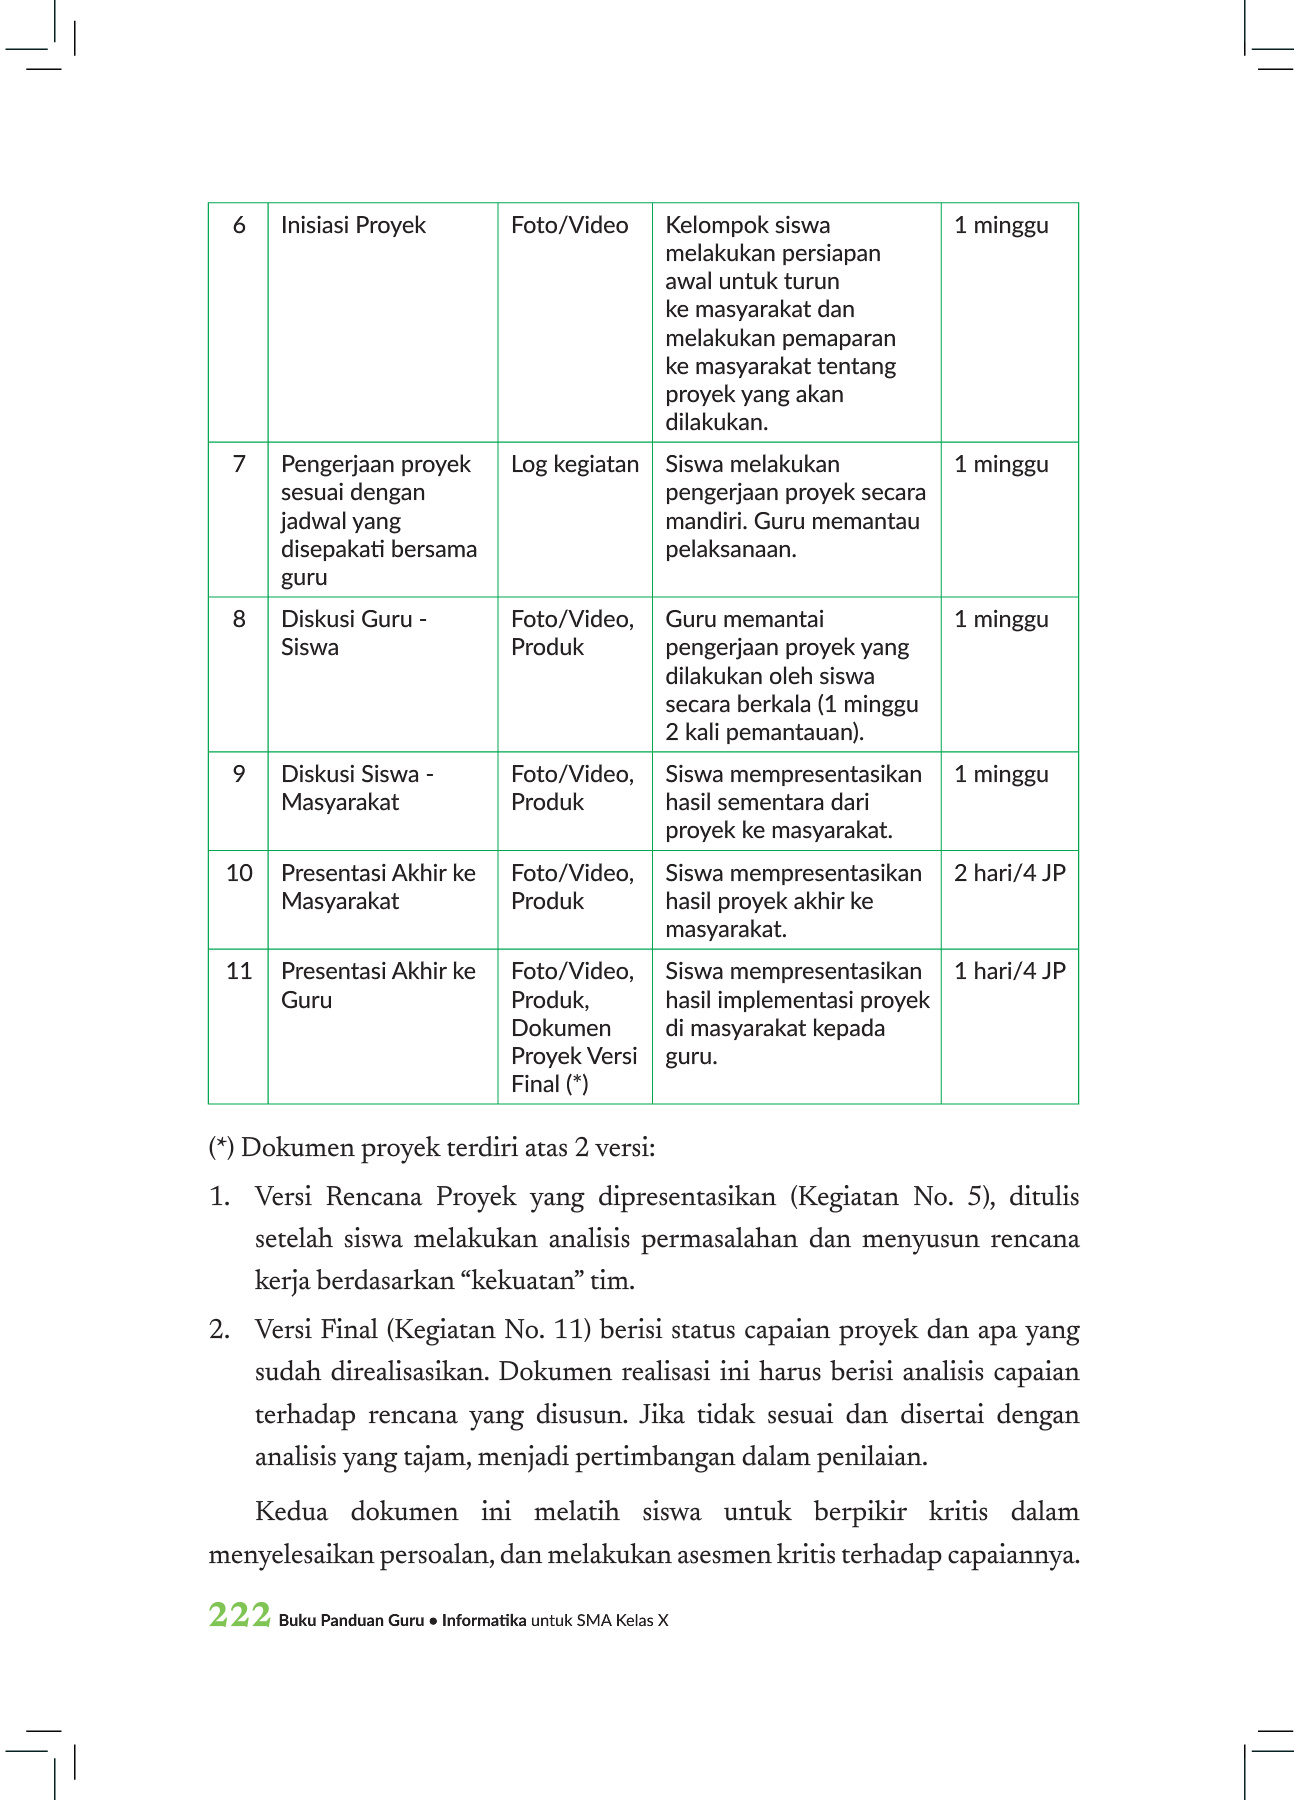 6 Inisiasi Proyek Foto/Video Kelompok siswa 1 minggu
melakukan persiapan
awal untuk turun
ke masyarakat dan
melakukan pemaparan
ke masyarakat tentang
proyek yang akan
dilakukan.
7 Pengerjaan proyek Log kegiatan Siswa melakukan 1 minggu
sesuai dengan pengerjaan proyek secara
jadwal yang mandiri. Guru memantau
disepakati bersama pelaksanaan.
guru
8 Diskusi Guru - Foto/Video, Guru memantai 1 minggu
Siswa Produk pengerjaan proyek yang
dilakukan oleh siswa
secara berkala (1 minggu
2 kali pemantauan).
9 Diskusi Siswa - Foto/Video, Siswa mempresentasikan 1 minggu
Masyarakat Produk hasil sementara dari
proyek ke masyarakat.
10 Presentasi Akhir ke Foto/Video, Siswa mempresentasikan 2 hari/4 JP
Masyarakat Produk hasil proyek akhir ke
masyarakat.
11 Presentasi Akhir ke Foto/Video, Siswa mempresentasikan 1 hari/4 JP
Guru Produk, hasil implementasi proyek
Dokumen di masyarakat kepada
Proyek Versi guru.
Final (*)
(*) Dokumen proyek terdiri atas 2 versi:
1. Versi Rencana Proyek yang dipresentasikan (Kegiatan No. 5), ditulis
setelah siswa melakukan analisis permasalahan dan menyusun rencana
kerja berdasarkan “kekuatan” tim.
2. Versi Final (Kegiatan No. 11) berisi status capaian proyek dan apa yang
sudah direalisasikan. Dokumen realisasi ini harus berisi analisis capaian
terhadap rencana yang disusun. Jika tidak sesuai dan disertai dengan
analisis yang tajam, menjadi pertimbangan dalam penilaian.
Kedua dokumen ini melatih siswa untuk berpikir kritis dalam
menyelesaikan persoalan, dan melakukan asesmen kritis terhadap capaiannya.
222 Buku Panduan Guru • Informatika untuk SMA Kelas X